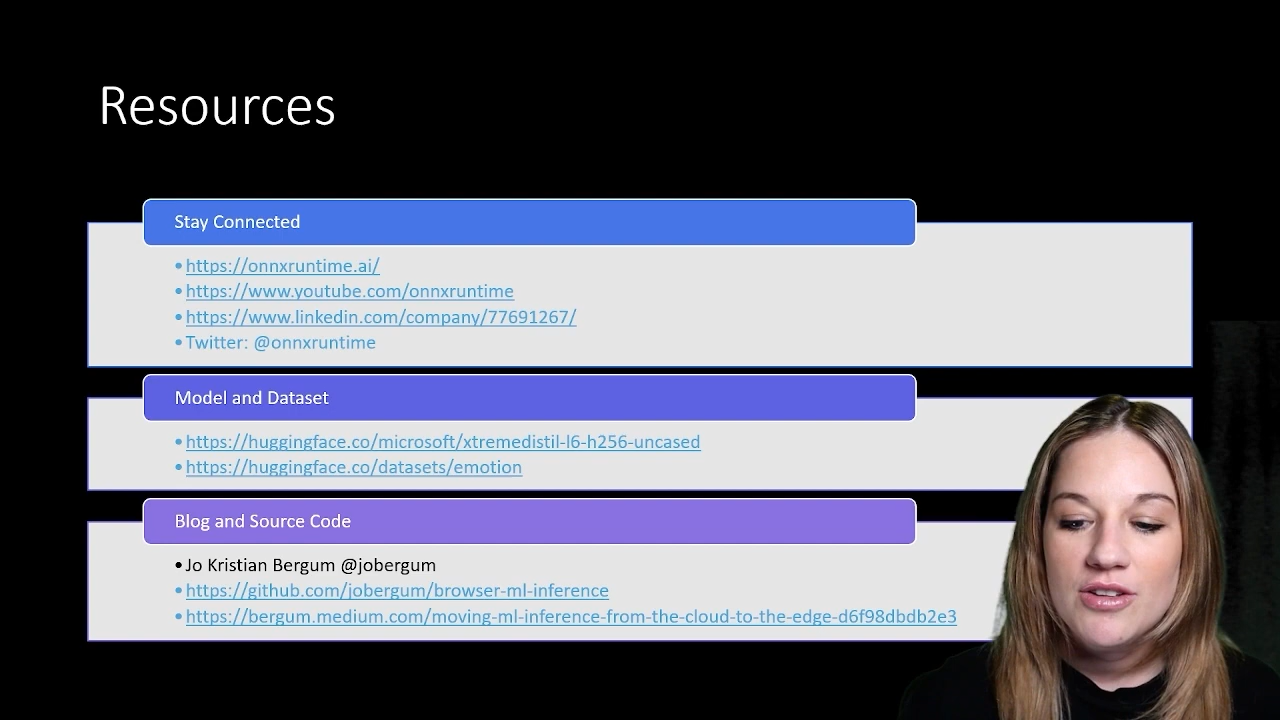 Resources
Stay Connected
•https://onnxruntime.ai/
•https://www.youtube.com/onnxruntime
•https://www.linkedin.com/company/77691267/
•Twitter: @onnxruntime
Model and Dataset
•https://huggingface.co/microsoft/xtremedistil-l6-h256-uncased
•https://huggingface.co/datasets/emotion
Blog and Source Code
•Jo Kristian Bergum @jobergum
•https://github.com/jobergum/browser-ml-inference
•https://bergum.medium.com/moving-ml-inference-from-the-cloud-to-the-edge-d6f98dbdb2e3